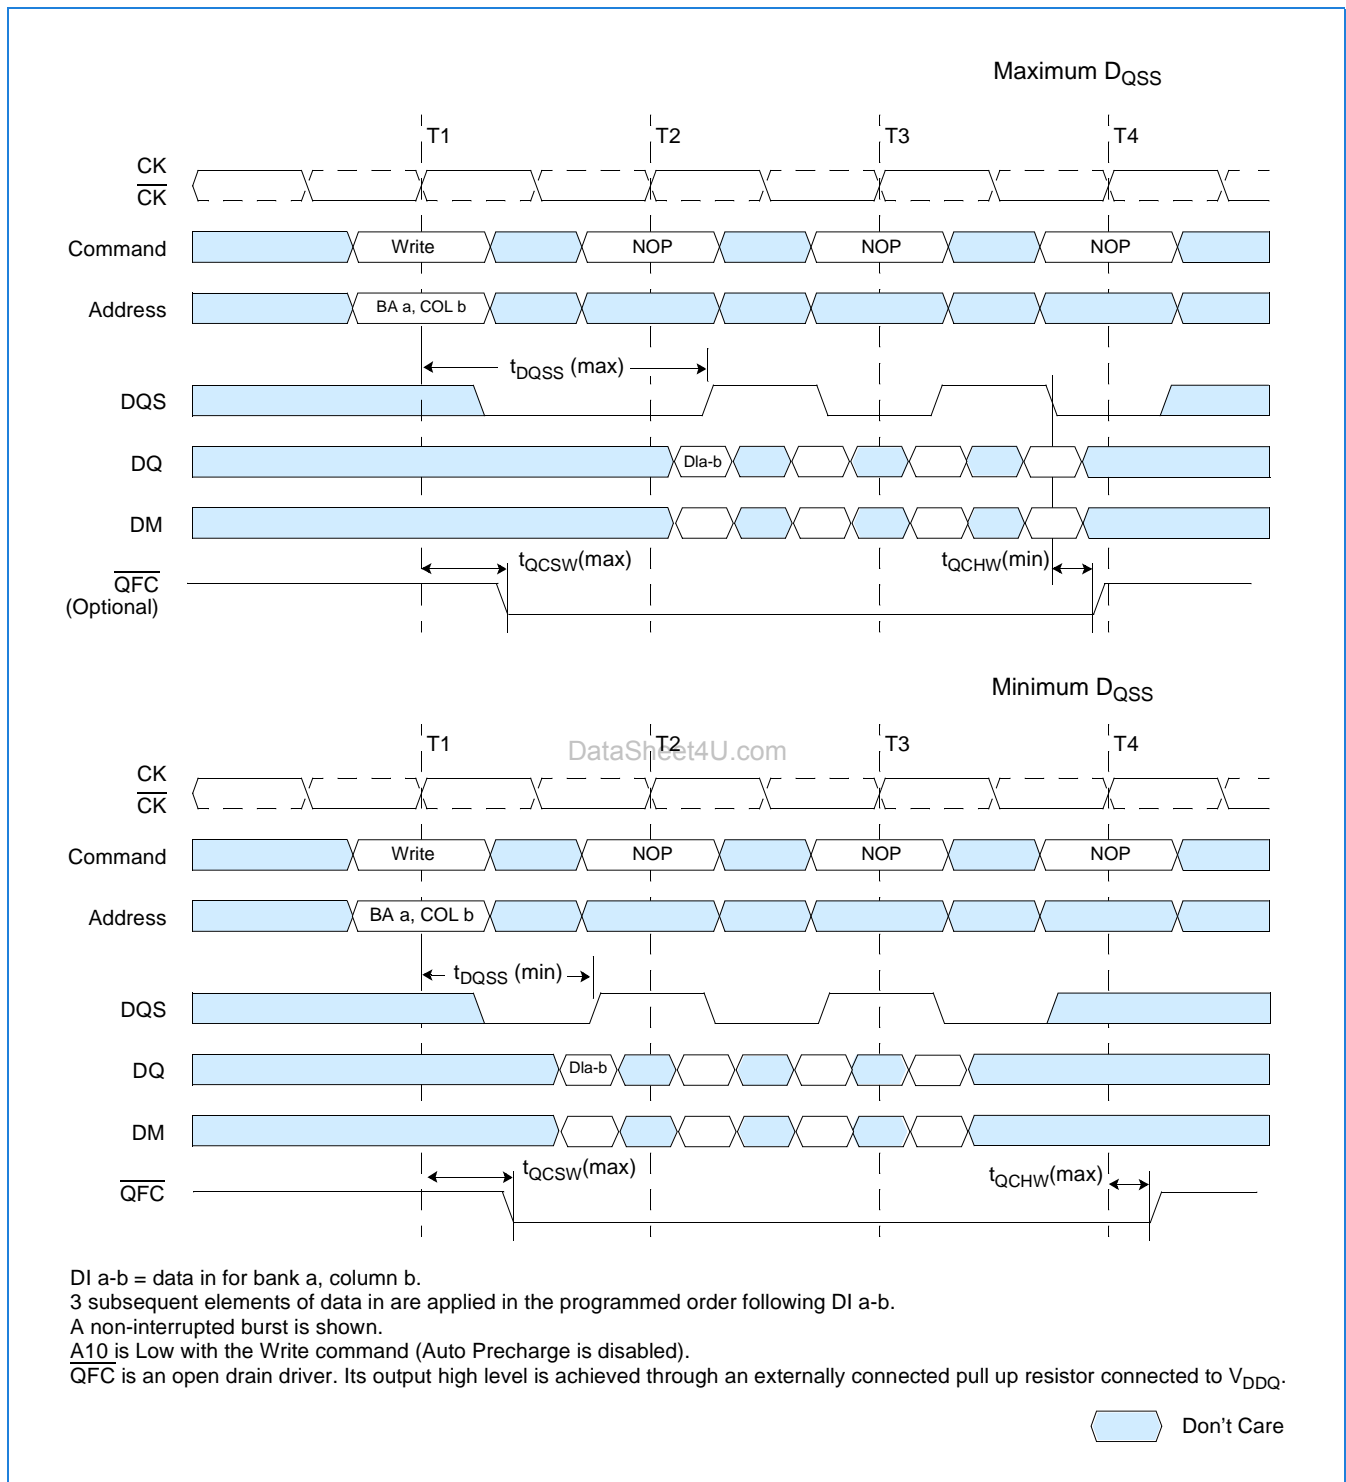 Maximum DQSS
T1 T2 T3 T4
CK
CK
Command Write NOP NOP NOP
Address BA a, COL b
tDQSS (max)
DQS
DQ DIa-b
DM
tQCSW(max) tQCHW(min)
QFC
(Optional)
Minimum DQSS
T1 T2 T3 T4
DataSheet4U.com
CK
CK
Command Write NOP NOP NOP
Address BA a, COL b
tDQSS (min)
DQS
DQ DIa-b
DM
tQCSW(max) tQCHW(max)
QFC
DI a-b = data in for bank a, column b.
3 subsequent elements of data in are applied in the programmed order following DI a-b.
A non-interrupted burst is shown.
A10 is Low with the Write command (Auto Precharge is disabled).
QFC is an open drain driver. Its output high level is achieved through an externally connected pull up resistor connected to VDDQ.
Don't Care